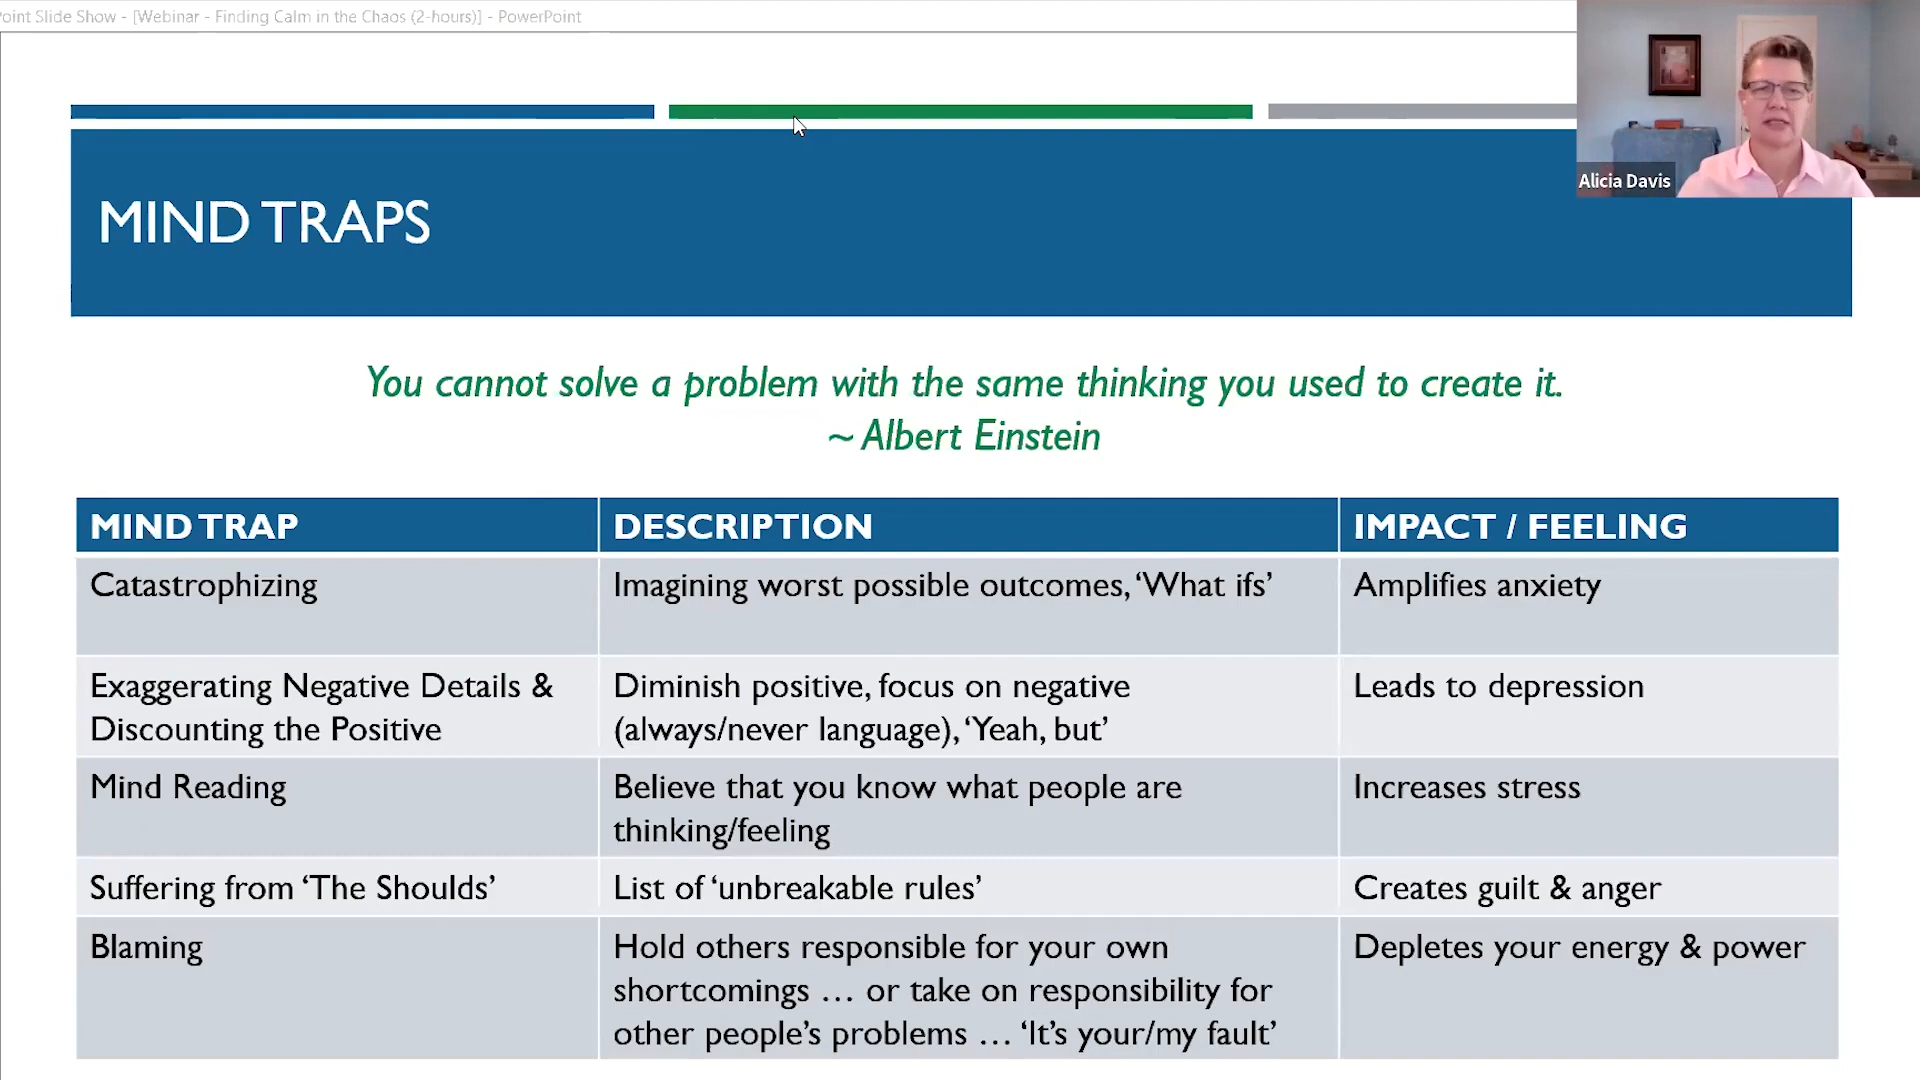 oint Slide Show - [Webinar - Finding Calm in the Chaos (2-hours)] - PowerPoint
Alicia Davis
MIND TRAPS
You cannot solve a problem with the same thinking you used to create it.
~ Albert Einstein
MIND TRAP
DESCRIPTION
IMPACT / FEELING
Catastrophizing
Imagining worst possible outcomes, ‘What ifs’
Amplifies anxiety
Exaggerating Negative Details &
Discounting the Positive
Diminish positive, focus on negative
(always/never language), ‘Yeah, but’
Leads to depression
Mind Reading
Believe that you know what people are
thinking/feeling
Increases stress
Suffering from ‘The Shoulds’
List of ‘unbreakable rules’
Creates guilt & anger
Blaming
Hold others responsible for your own
shortcomings … or take on responsibility for
other people’s problems … ‘It’s your/my fault’
Depletes your energy & power